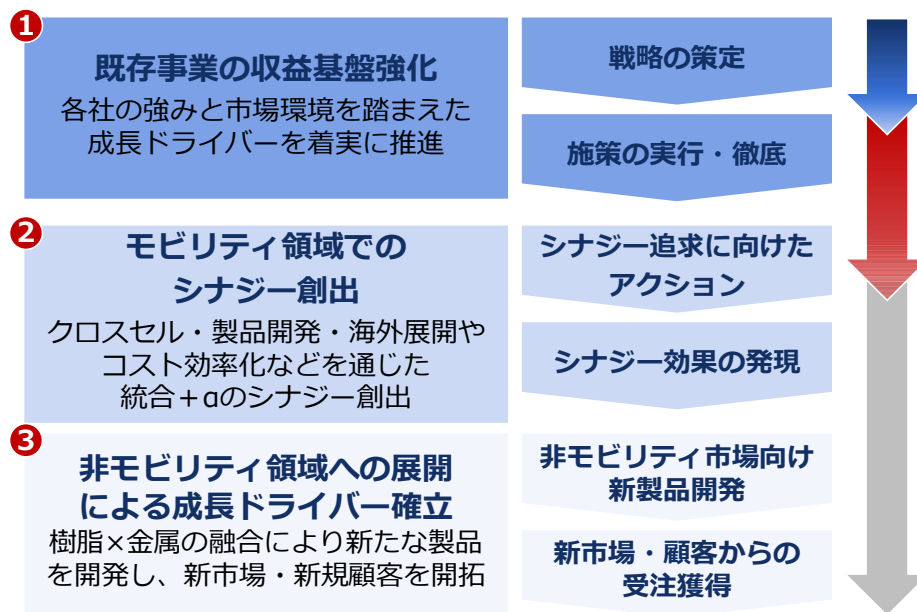 1
既存事業の収益基盤強化
各社の強みと市場環境を踏まえた
成長ドライバーを着実に推進
戦略の策定
施策の実行・徹底
2
モビリティ領域での
シナジー創出
クロスセル・製品開発・海外展開や
コスト効率化などを通じた
統合+αのシナジー創出
シナジー追求に向けた
アクション
シナジー効果の発現
3
非モビリティ領域への展開
による成長ドライバー確立
樹脂×金属の融合により新たな製品
を開発し、新市場・新規顧客を開拓
非モビリティ市場向け
新製品開発
新市場・顧客からの
受注獲得